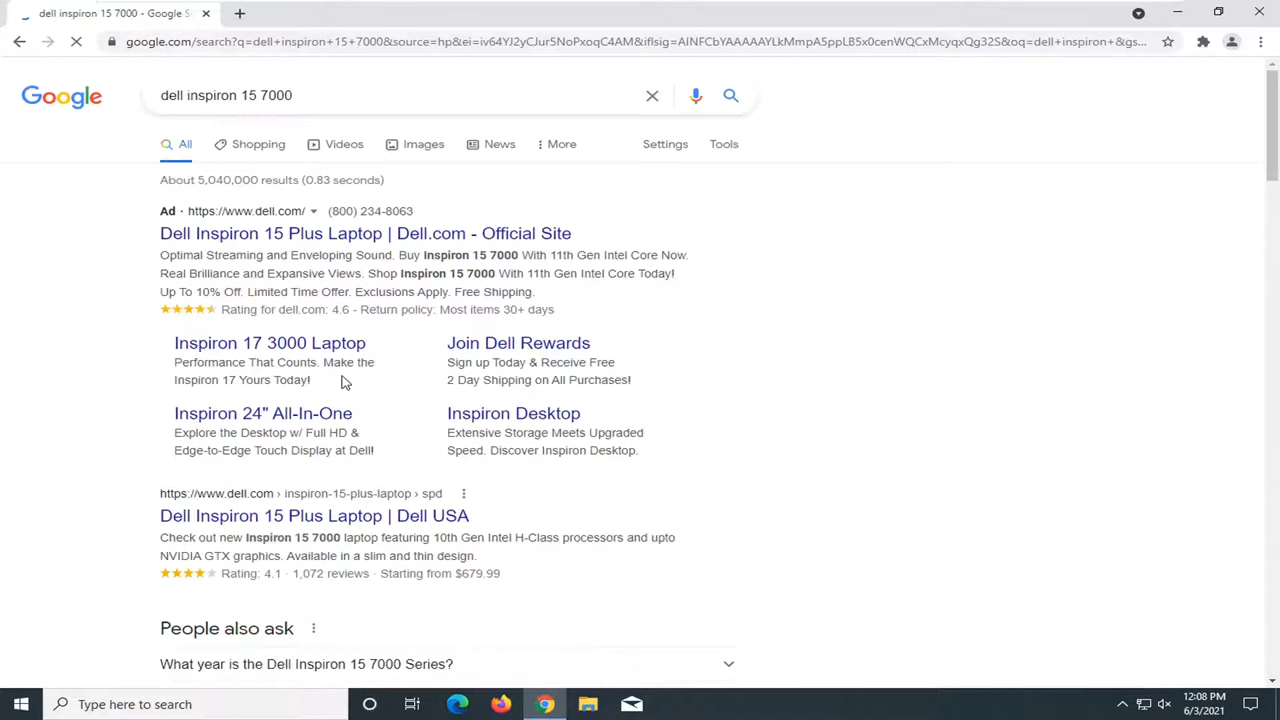 dell inspiron 15 7000 - Google Se
google.com/search?q=dell+inspiron+15+7000&source=hp&ei=iv64YJ2yCJur5NoPxoqC4AM&iflsig=AINFCbYAAAAAYLkMmpA5ppLB5x0cenWQCxMcyqxQg32S&oq=dell+inspiron+&gs...
Google
dell inspiron 15 7000
All Shopping Videos Images News More Settings Tools
About 5,040,000 results (0.83 seconds)
Ad · https://www.dell.com/ (800) 234-8063
Dell Inspiron 15 Plus Laptop | Dell.com - Official Site
Optimal Streaming and Enveloping Sound. Buy Inspiron 15 7000 With 11th Gen Intel Core Now.
Real Brilliance and Expansive Views. Shop Inspiron 15 7000 With 11th Gen Intel Core Today!
Up To 10% Off. Limited Time Offer. Exclusions Apply. Free Shipping.
Rating for dell.com: 4.6 - Return policy: Most items 30+ days
Inspiron 17 3000 Laptop
Performance That Counts. Make the
Inspiron 17 Yours Today!
Join Dell Rewards
Sign up Today & Receive Free
2 Day Shipping on All Purchases!
Inspiron 24" All-In-One
Explore the Desktop w/ Full HD &
Edge-to-Edge Touch Display at Dell!
Inspiron Desktop
Extensive Storage Meets Upgraded
Speed. Discover Inspiron Desktop.
https://www.dell.com › inspiron-15-plus-laptop › spd
Dell Inspiron 15 Plus Laptop | Dell USA
Check out new Inspiron 15 7000 laptop featuring 10th Gen Intel H-Class processors and upto
NVIDIA GTX graphics. Available in a slim and thin design.
Rating: 4.1 · 1,072 reviews · Starting from $679.99
People also ask
What year is the Dell Inspiron 15 7000 Series?
Type here to search
12:08 PM
6/3/2021